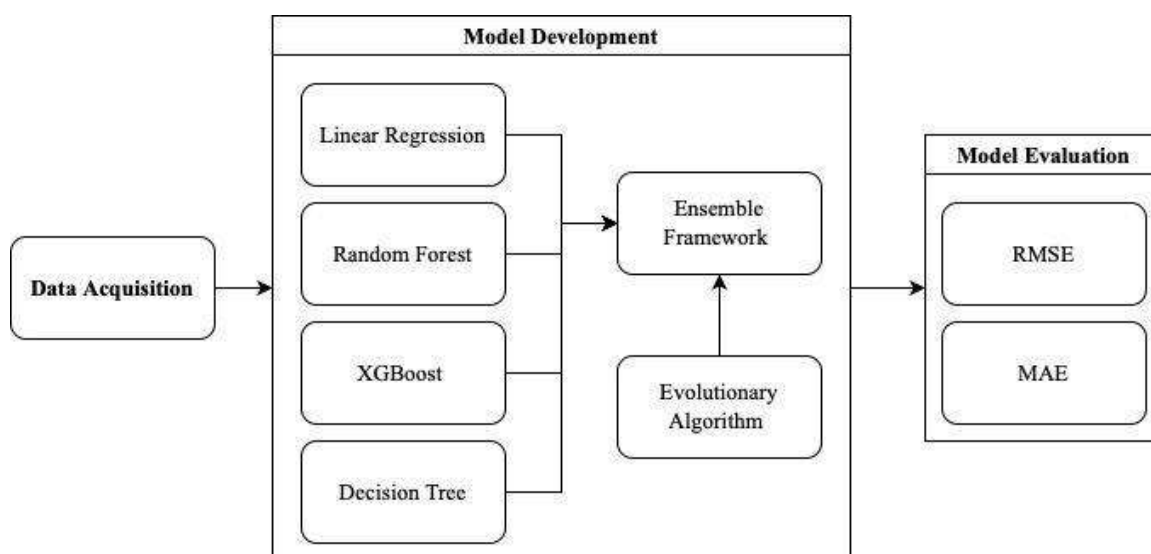 Model Development
Linear Regression
Random Forest
XGBoost
Decision Tree
Data Acquisition
Ensemble
Framework
Evolutionary
Algorithm
Model Evaluation
RMSE
MAE